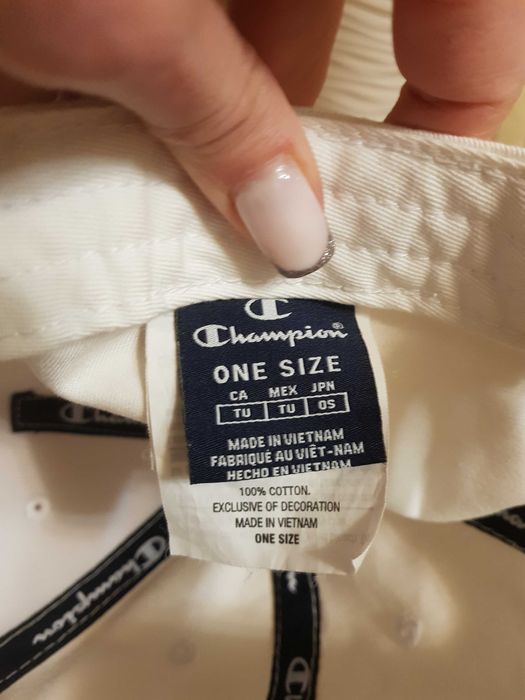 Champion®
ONE SIZE
CA MEX JPN
TU TU OS
MADE IN VIETNAM
FABRIQUÉ AU VIÊT-NAM
HECHO EN VIETNAM
100% COTTON.
EXCLUSIVE OF DECORATION
MADE IN VIETNAM
ONE SIZE
Champion